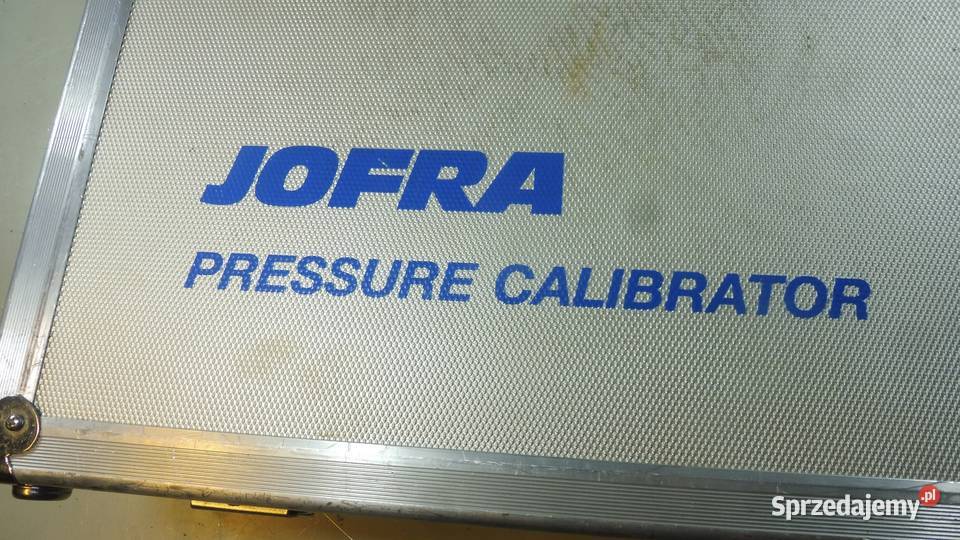 JOFRA
PRESSURE CALIBRATOR
Sprzedajemy.pl